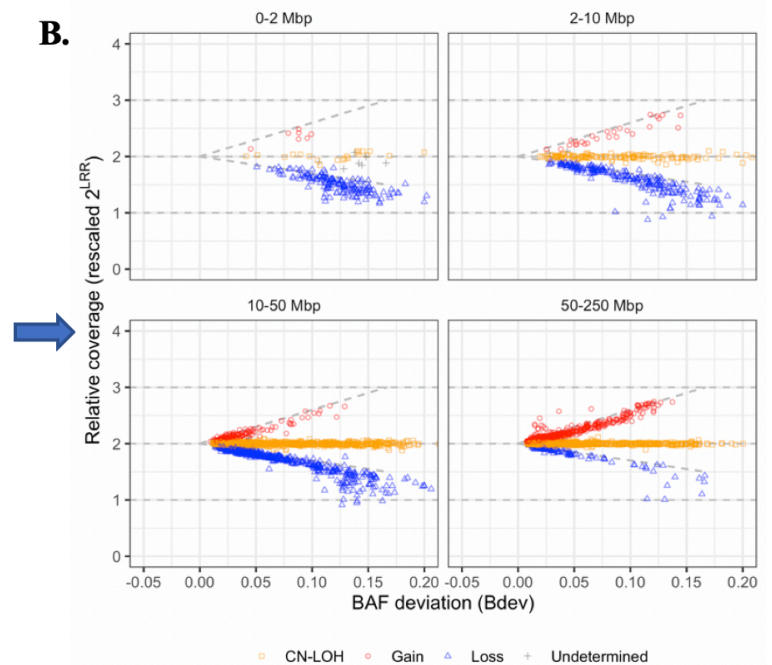 B.
0-2 Mbp
2-10 Mbp
4
3
2
1
0
10-50 Mbp
50-250 Mbp
4
3
2
1
0
Relative coverage (rescaled 2^LRR)
-0.05 0.00 0.05 0.10 0.15 0.20 -0.05 0.00 0.05 0.10 0.15 0.20
BAF deviation (Bdev)
CN-LOH Gain Loss Undetermined